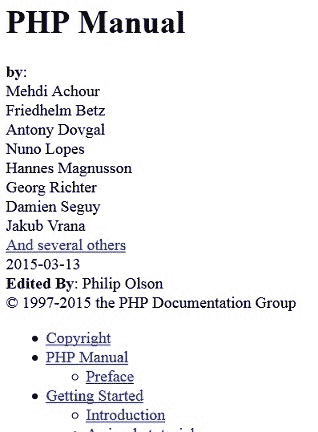 PHP Manual
by:
Mehdi Achour
Friedhelm Betz
Antony Dovgal
Nuno Lopes
Hannes Magnusson
Georg Richter
Damien Seguy
Jakub Vrana
And several others
2015-03-13
Edited By: Philip Olson
© 1997-2015 the PHP Documentation Group
Copyright
PHP Manual
Preface
Getting Started
Introduction